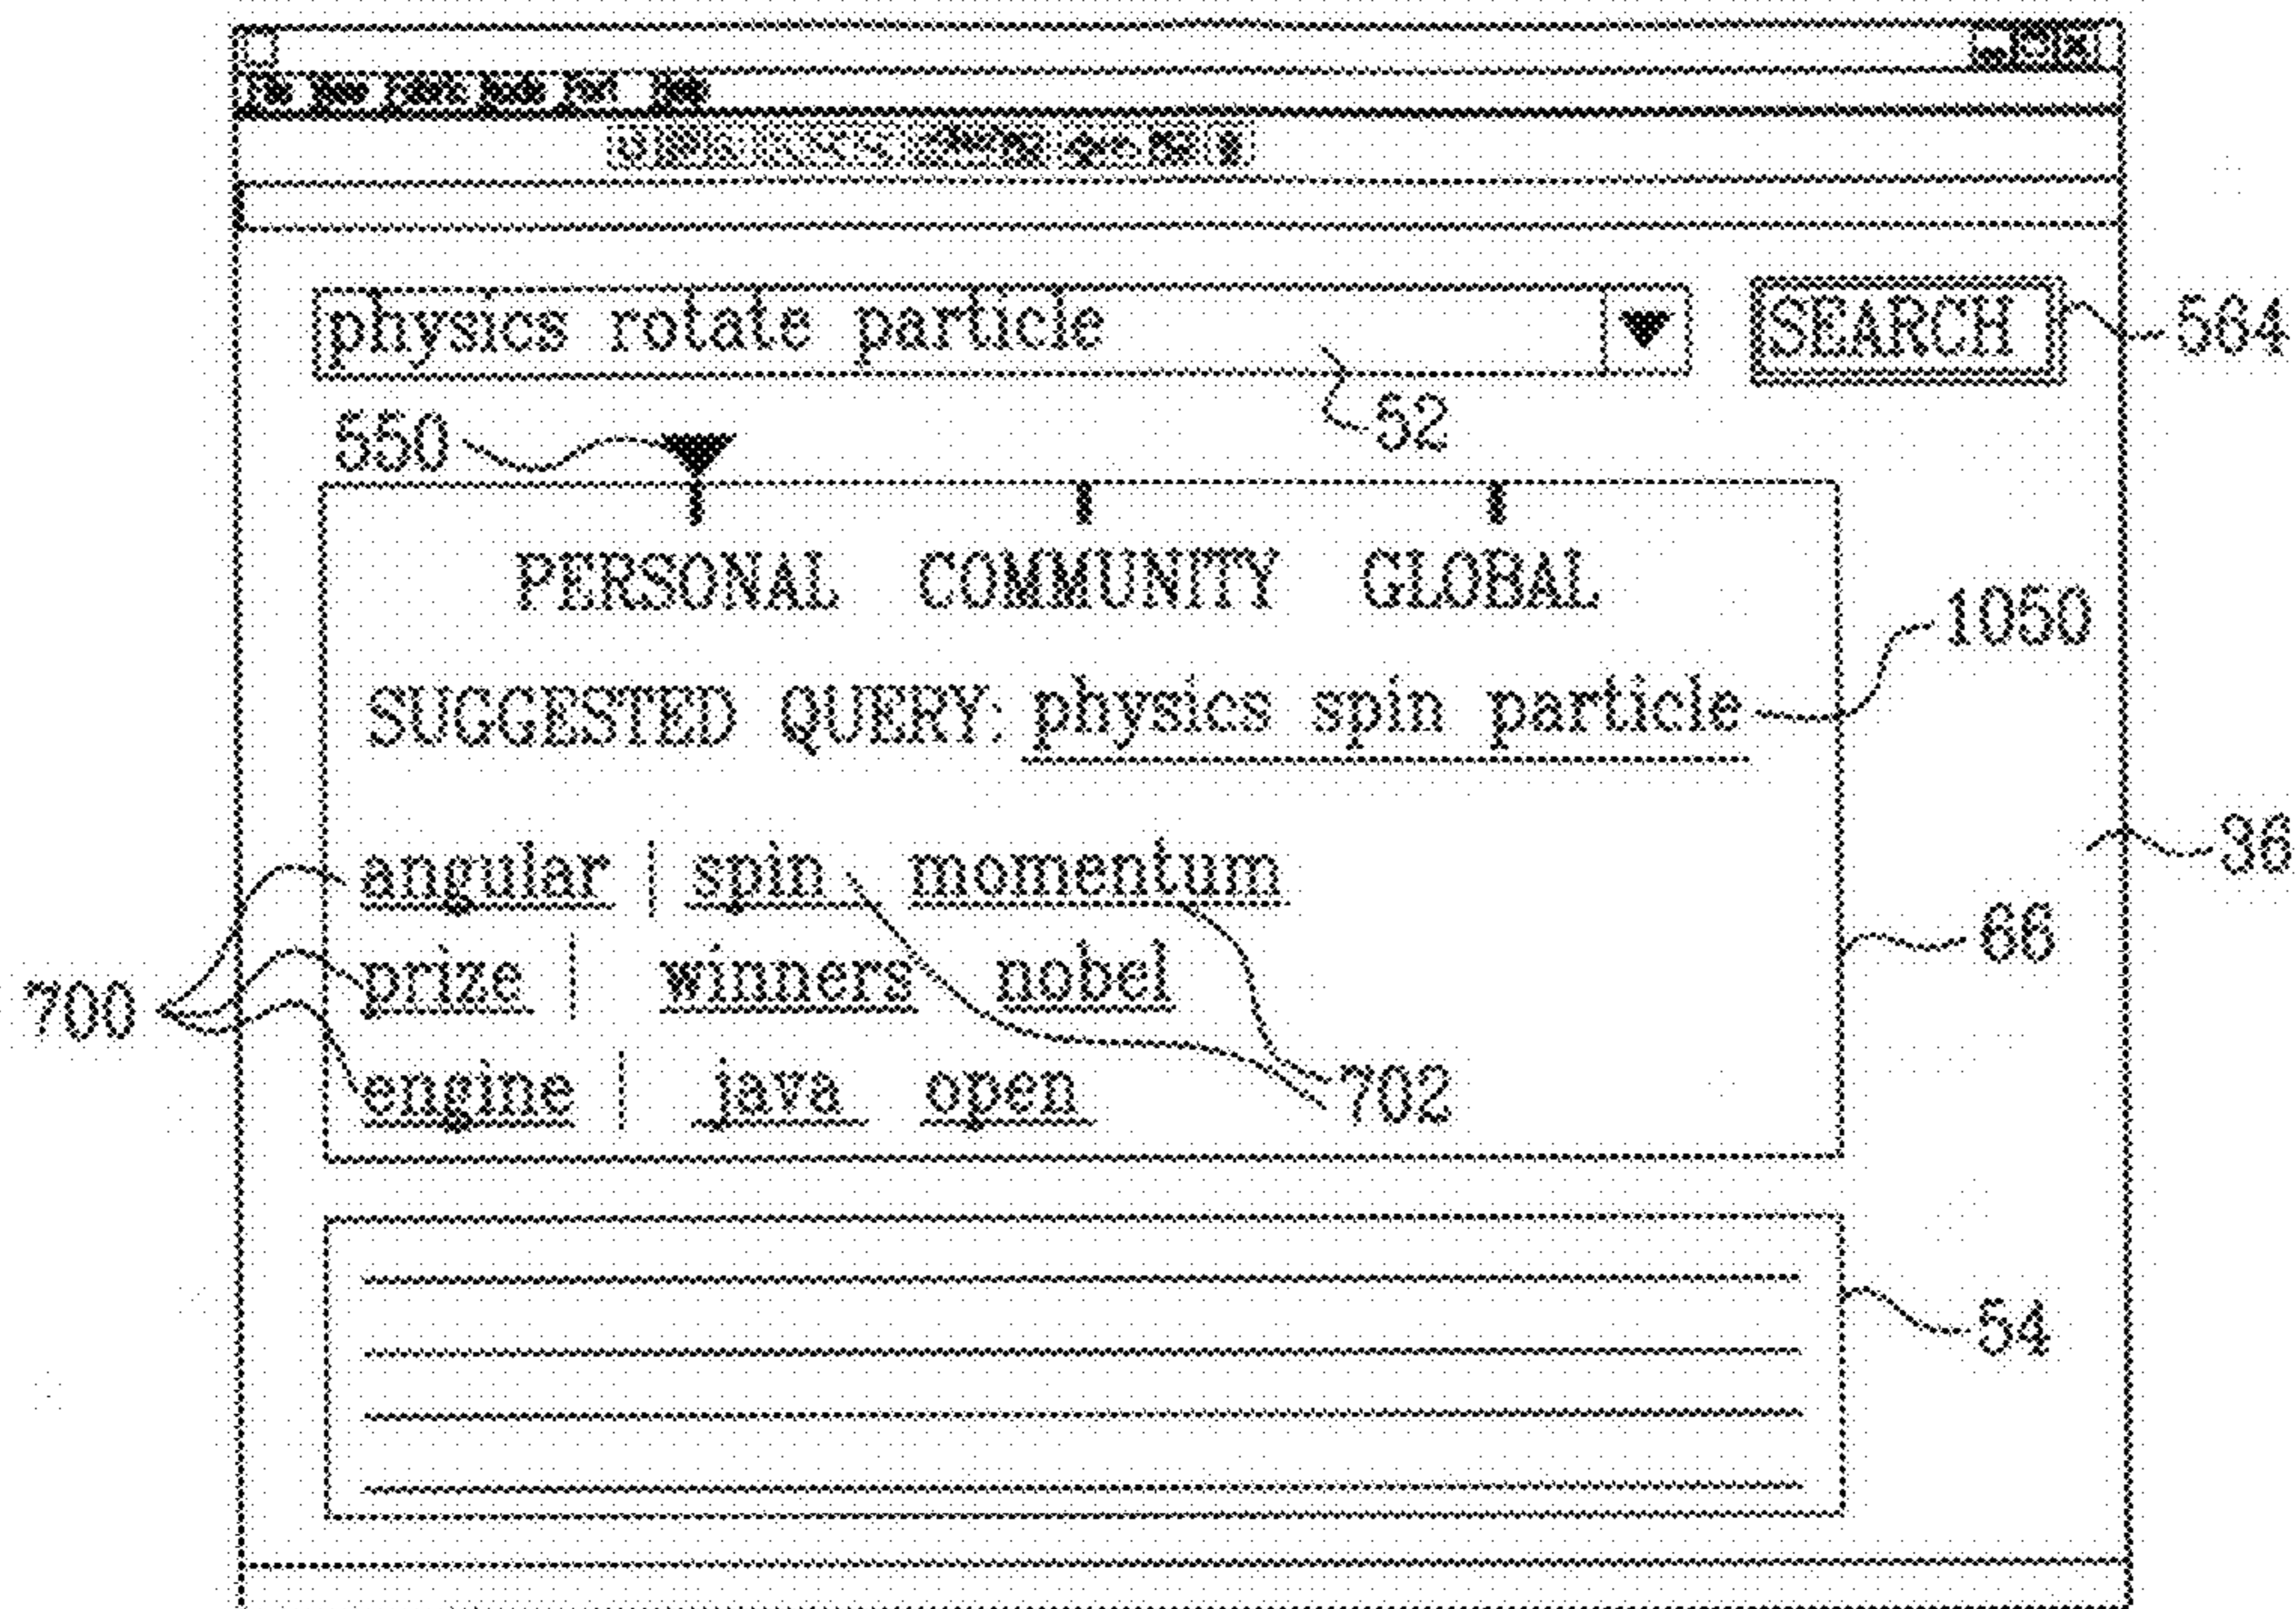 physics rotate particle SEARCH 564
550 52
PERSONAL COMMUNITY GLOBAL
1050
SUGGESTED QUERY: physics spin particle
angular | spin momentum
36
66
prize | winners nobel
700
engine | java open
702
54